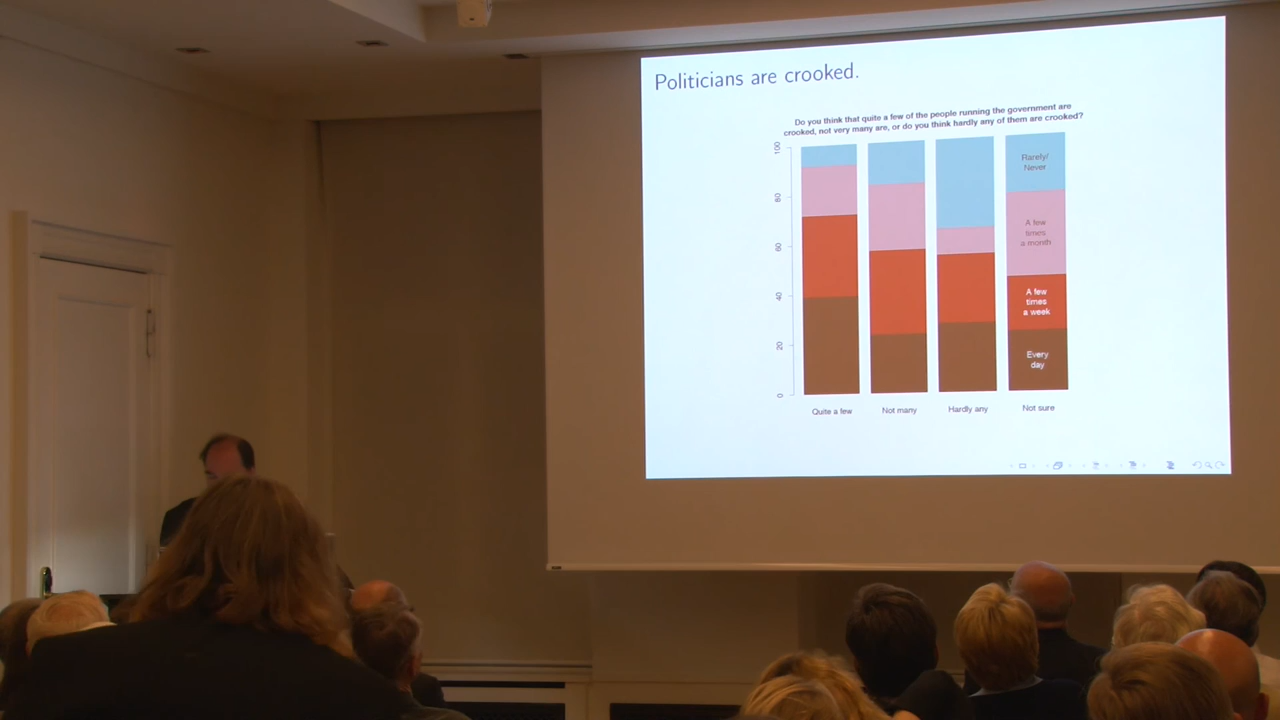 Politicians are crooked.
Do you think that quite a few of the people running the government are
crooked, not very many are, or do you think hardly any of them are crooked?
100
80
60
40
20
0
Rarely/
Never
A few
times
a month
A few
times
a week
Every
day
Quite a few
Not many
Hardly any
Not sure